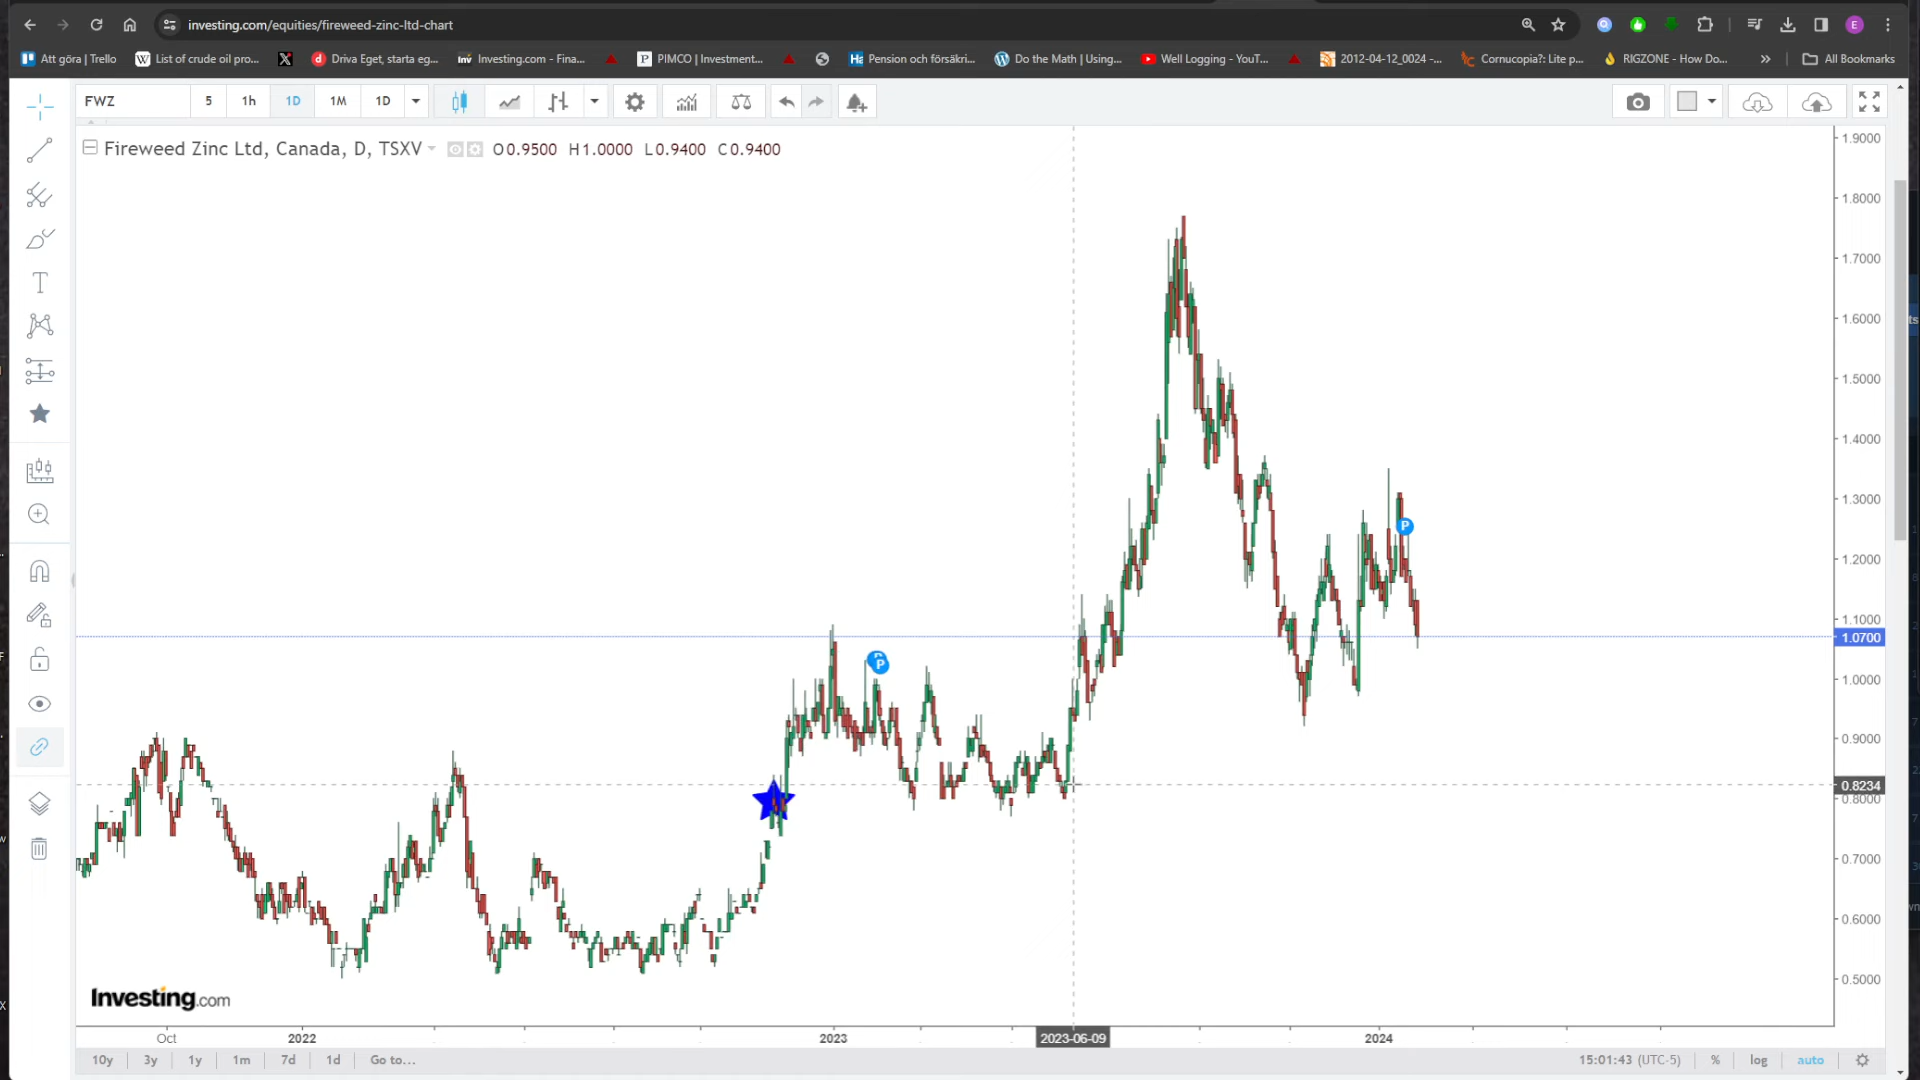 investing.com/equities/fireweed-zinc-ltd-chart
E
Att göra | Trello
List of crude oil pro...
Driva Eget, starta eg...
Investing.com - Fina...
PIMCO | Investment...
Pension och försäkri...
Do the Math | Using...
Well Logging - YouT...
2012-04-12_0024 -...
Cornucopia?: Lite p...
RIGZONE - How Do...
All Bookmarks
FWZ 5 1h 1D 1M 1D
Fireweed Zinc Ltd, Canada, D, TSXV O0.9500 H1.0000 L0.9400 C0.9400
1.9000
1.8000
1.7000
1.6000
1.5000
1.4000
1.3000
P
1.2000
1.1000
1.0700
P
1.0000
0.9000
0.8234
0.8000
0.7000
0.6000
0.5000
Investing.com
Oct 2022 2023 2023-06-09 2024
10y 3y 1y 1m 7d 1d Go to... 15:01:43 (UTC-5) % log auto